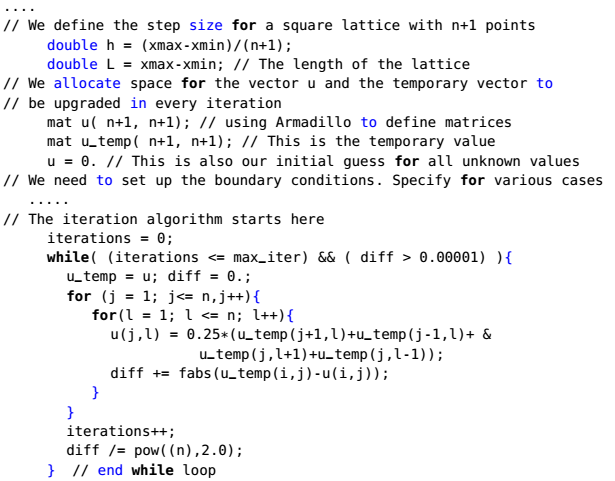 ....
// We define the step size for a square lattice with n+1 points
double h = (xmax-xmin)/(n+1);
double L = xmax-xmin; // The length of the lattice
// We allocate space for the vector u and the temporary vector to
// be upgraded in every iteration
mat u( n+1, n+1); // using Armadillo to define matrices
mat u_temp( n+1, n+1); // This is the temporary value
u = 0. // This is also our initial guess for all unknown values
// We need to set up the boundary conditions. Specify for various cases
.....
// The iteration algorithm starts here
iterations = 0;
while( (iterations <= max_iter) && ( diff > 0.00001) ){
u_temp = u; diff = 0.;
for (j = 1; j<= n,j++){
for(l = 1; l <= n; l++){
u(j,l) = 0.25*(u_temp(j+1,l)+u_temp(j-1,l)+ &
u_temp(j,l+1)+u_temp(j,l-1));
diff += fabs(u_temp(i,j)-u(i,j));
}
}
iterations++;
diff /= pow((n),2.0);
} // end while loop